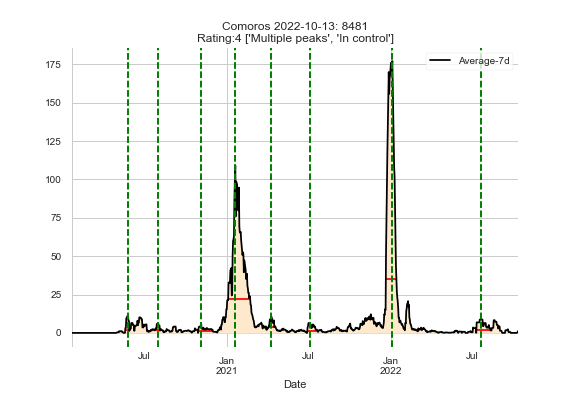 Comoros 2022-10-13: 8481
Rating:4 ['Multiple peaks', 'In control']
Average-7d
175
150
125
100
75
50
25
0
Jul
Jan
2021
Jul
Jan
2022
Jul
Date